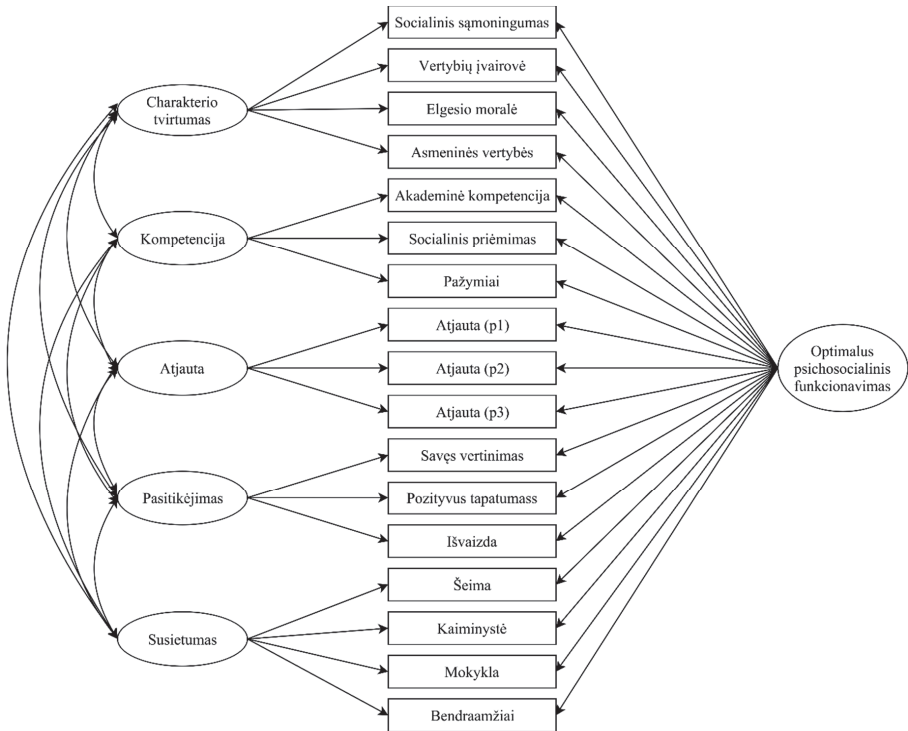 Socialinis sąmoningumas
Vertybių įvairovė
Elgesio moralė
Asmeninės vertybės
Akademinė kompetencija
Socialinis priėmimas
Pažymiai
Atjauta (p1)
Atjauta (p2)
Atjauta (p3)
Savęs vertinimas
Pozityvus tapatumass
Išvaizda
Šeima
Kaiminystė
Mokykla
Bendraamžiai
Charakterio
tvirtumas
Kompetencija
Atjauta
Pasitikėjimas
Susietumas
Optimalus
psichosocialinis
funkcionavimas